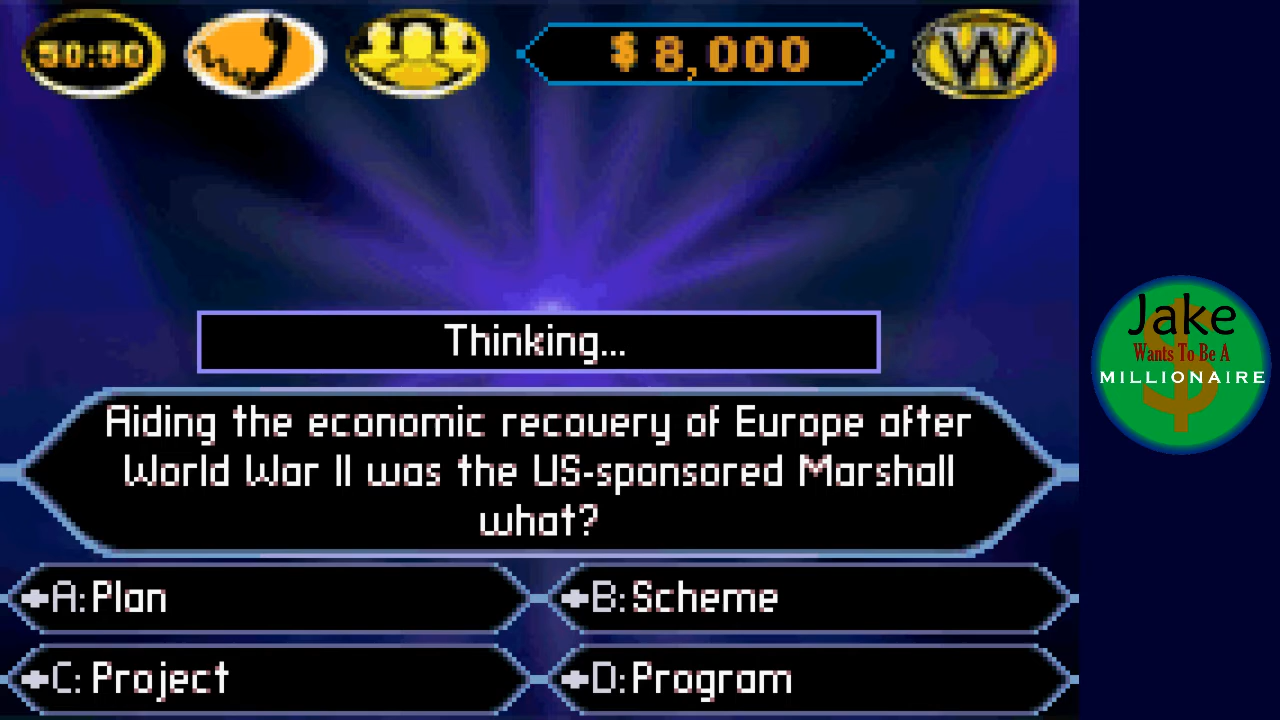 50:50
$8,000
W
Thinking...
Aiding the economic recovery of Europe after
World War II was the US-sponsored Marshall
what?
A: Plan
B: Scheme
C: Project
D: Program
Jake
Wants To Be A
MILLIONAIRE
$